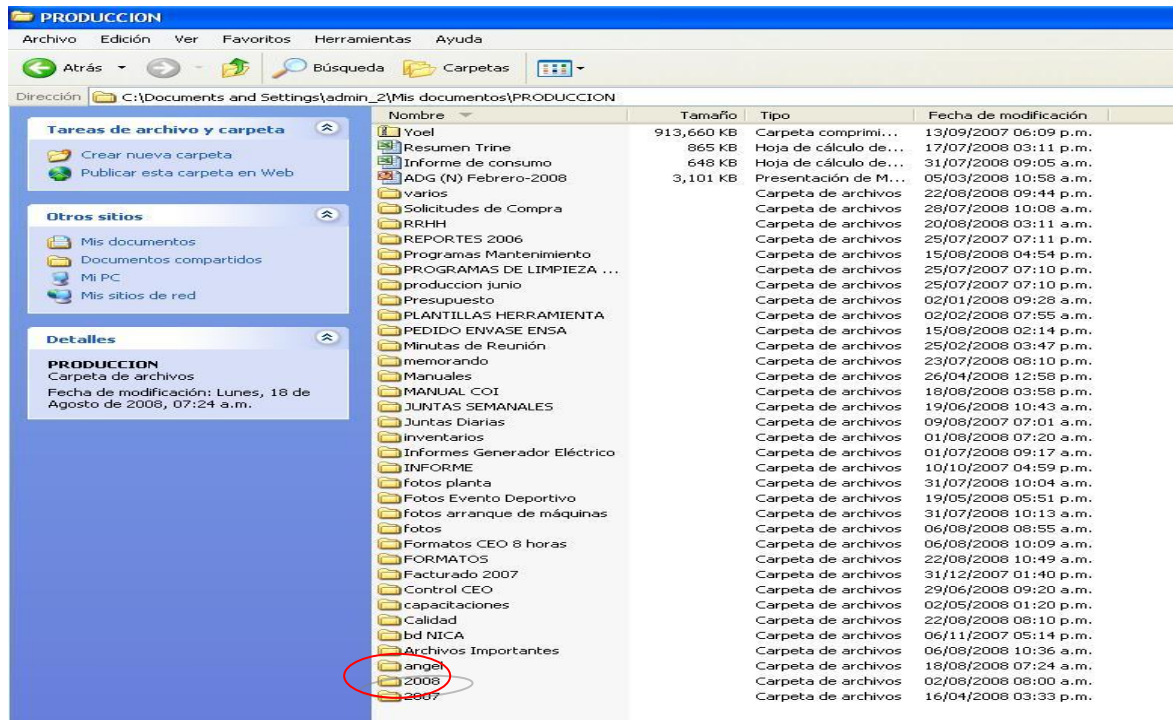 PRODUCCION
Archivo Edición Ver Favoritos Herramientas Ayuda
Atrás Búsqueda Carpetas
Dirección C:\Documents and Settings\admin_2\Mis documentos\PRODUCCION
Tareas de archivo y carpeta
Crear nueva carpeta
Publicar esta carpeta en Web
Otros sitios
Mis documentos
Documentos compartidos
Mi PC
Mis sitios de red
Detalles
PRODUCCION
Carpeta de archivos
Fecha de modificación: Lunes, 18 de
Agosto de 2008, 07:24 a.m.
Nombre Tamaño Tipo Fecha de modificación
Yoel 913,660 KB Carpeta comprimi... 13/09/2007 06:09 p.m.
Resumen Trine 865 KB Hoja de cálculo de... 17/07/2008 03:11 p.m.
Informe de consumo 648 KB Hoja de cálculo de... 31/07/2008 09:05 a.m.
ADG (N) Febrero-2008 3,101 KB Presentación de M... 05/03/2008 10:58 a.m.
varios Carpeta de archivos 22/08/2008 09:44 p.m.
Solicitudes de Compra Carpeta de archivos 28/07/2008 10:08 a.m.
RRHH Carpeta de archivos 20/08/2008 03:11 a.m.
REPORTES 2006 Carpeta de archivos 25/07/2007 07:11 p.m.
Programas Mantenimiento Carpeta de archivos 15/08/2008 04:54 p.m.
PROGRAMAS DE LIMPIEZA ... Carpeta de archivos 25/07/2007 07:10 p.m.
produccion junio Carpeta de archivos 25/07/2007 07:10 p.m.
Presupuesto Carpeta de archivos 02/01/2008 09:28 a.m.
PLANTILLAS HERRAMIENTA Carpeta de archivos 02/02/2008 07:55 a.m.
PEDIDO ENVASE ENSA Carpeta de archivos 15/08/2008 02:14 p.m.
Minutas de Reunión Carpeta de archivos 25/02/2008 03:47 p.m.
memorando Carpeta de archivos 23/07/2008 08:10 p.m.
Manuales Carpeta de archivos 26/04/2008 12:58 p.m.
MANUAL COI Carpeta de archivos 18/08/2008 03:58 p.m.
JUNTAS SEMANALES Carpeta de archivos 19/06/2008 10:43 a.m.
Juntas Diarias Carpeta de archivos 09/08/2008 07:01 a.m.
inventarios Carpeta de archivos 01/08/2008 07:20 a.m.
Informes Generador Eléctrico Carpeta de archivos 01/07/2008 09:17 a.m.
INFORME Carpeta de archivos 10/10/2007 04:59 p.m.
fotos planta Carpeta de archivos 31/07/2008 10:04 a.m.
Fotos Evento Deportivo Carpeta de archivos 19/05/2008 05:51 p.m.
fotos arranque de máquinas Carpeta de archivos 31/07/2008 10:13 a.m.
fotos Carpeta de archivos 06/08/2008 08:55 a.m.
Formatos CEO 8 horas Carpeta de archivos 06/08/2008 10:09 a.m.
FORMATOS Carpeta de archivos 22/08/2008 10:49 a.m.
Facturado 2007 Carpeta de archivos 31/12/2007 01:40 p.m.
Control CEO Carpeta de archivos 29/06/2008 09:20 a.m.
capacitaciones Carpeta de archivos 02/05/2008 01:20 p.m.
Calidad Carpeta de archivos 22/08/2008 08:10 p.m.
bd NICA Carpeta de archivos 06/11/2007 05:14 p.m.
Archivos Importantes Carpeta de archivos 06/08/2008 10:36 a.m.
angel Carpeta de archivos 18/08/2008 07:24 a.m.
2008 Carpeta de archivos 02/08/2008 08:00 a.m.
2007 Carpeta de archivos 16/04/2008 03:33 p.m.